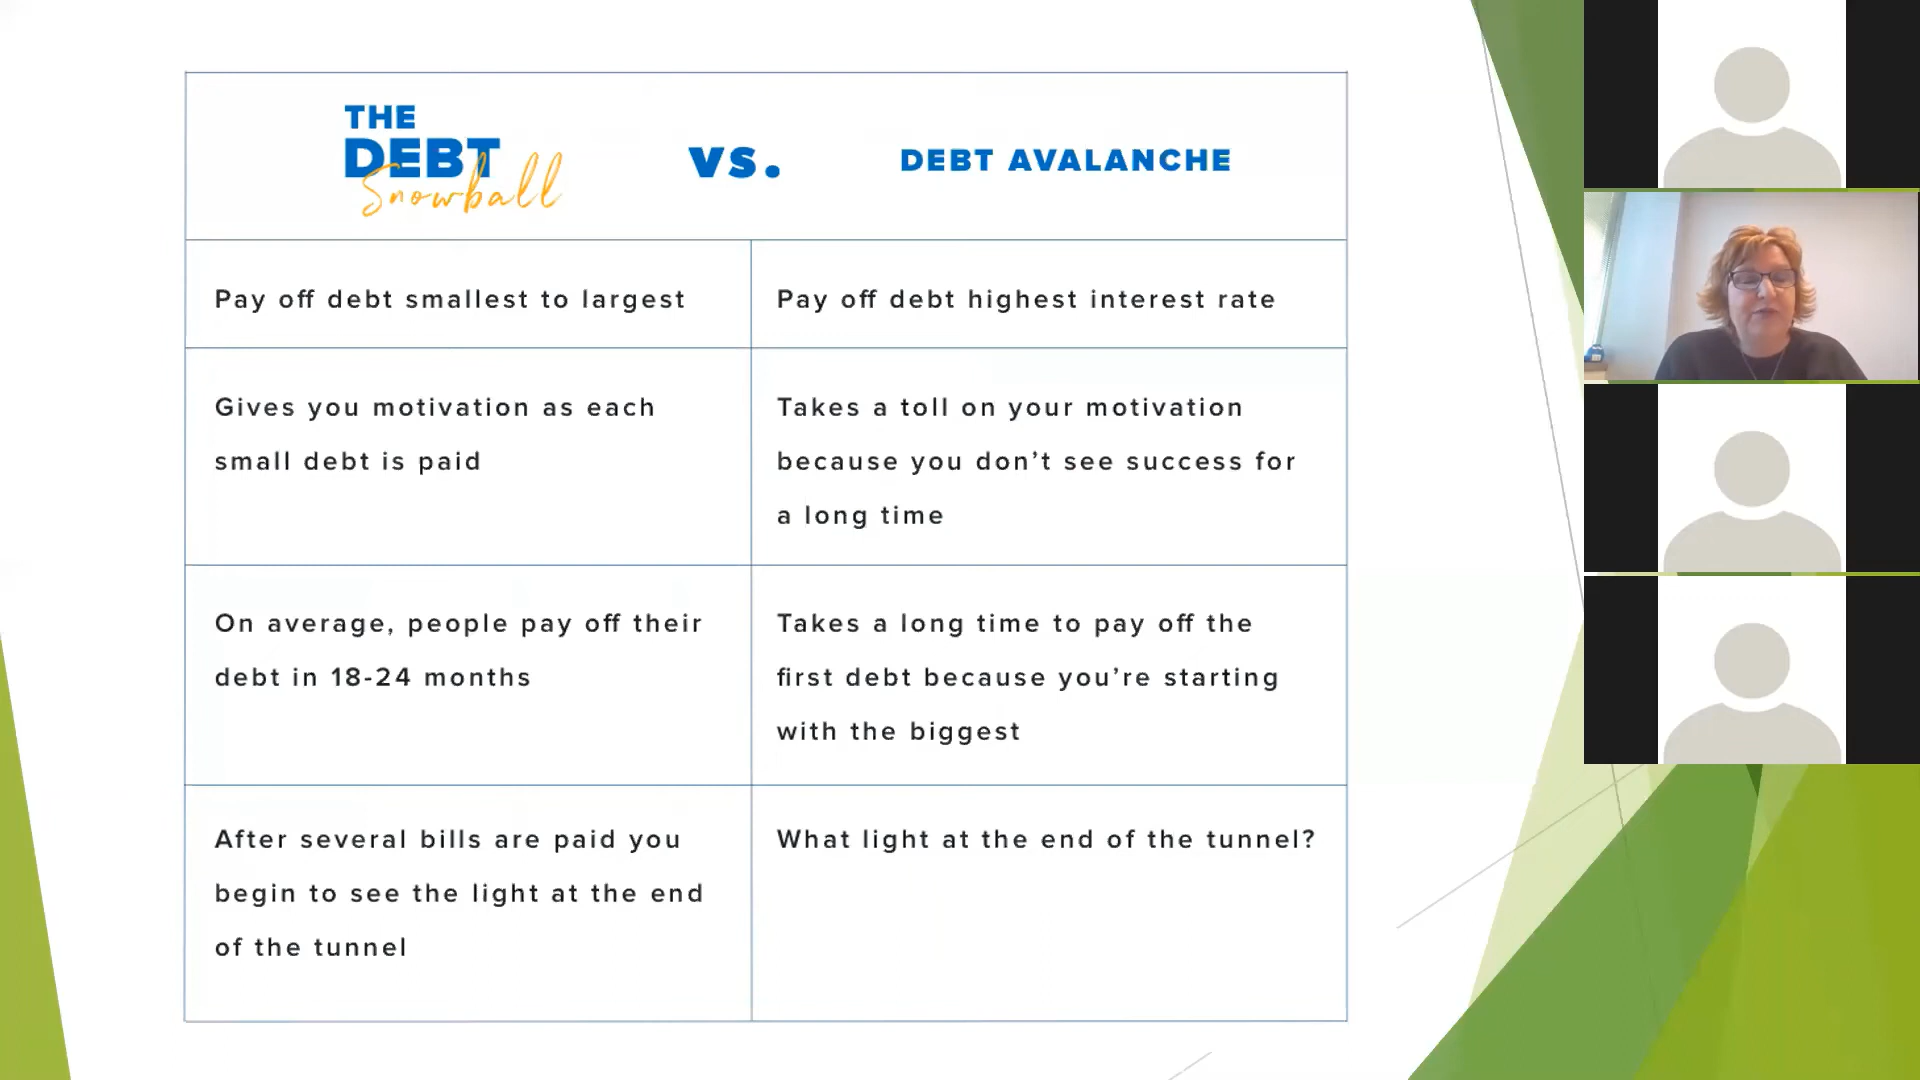 THE
DEBT
Snowball
vs.
DEBT AVALANCHE
Pay off debt smallest to largest
Pay off debt highest interest rate
Gives you motivation as each
small debt is paid
Takes a toll on your motivation
because you don’t see success for
a long time
On average, people pay off their
debt in 18-24 months
Takes a long time to pay off the
first debt because you’re starting
with the biggest
After several bills are paid you
begin to see the light at the end
of the tunnel
What light at the end of the tunnel?